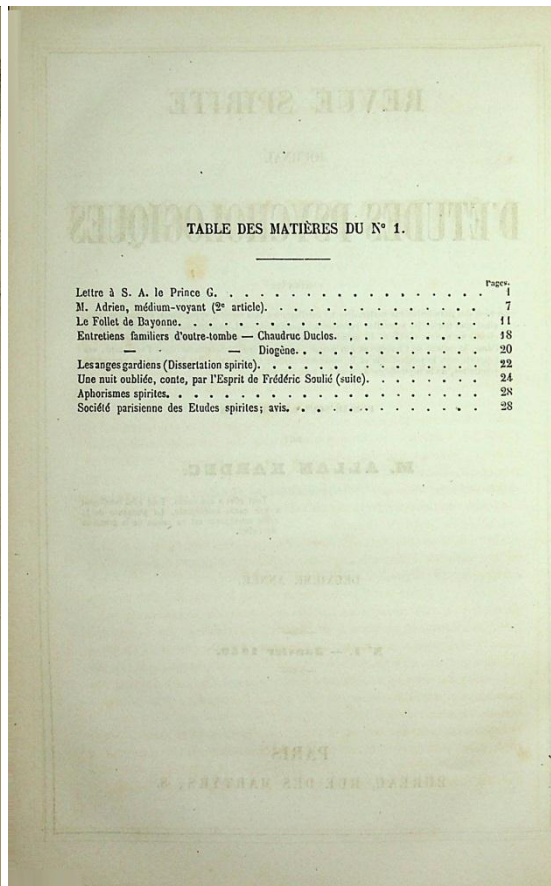 TABLE DES MATIÈRES DU N° 1.
Pages.
Lettre à S. A. le Prince G. . . . . . . . . . . . . . . . . . 1
M. Adrien, médium-voyant (2e article). . . . . . . . . . . . . . 7
Le Follet de Bayonne. . . . . . . . . . . . . . . . . . . . 11
Entretiens familiers d'outre-tombe — Chaudruc Duclos. . . . . . . . . 18
— — Diogène. . . . . . . . . . . . 20
Les anges gardiens (Dissertation spirite). . . . . . . . . . . . . . 22
Une nuit oubliée, conte, par l'Esprit de Frédéric Soulié (suite). . . . . . . 24
Aphorismes spirites. . . . . . . . . . . . . . . . . . . . . 28
Société parisienne des Etudes spirites; avis. . . . . . . . . . . . . 28